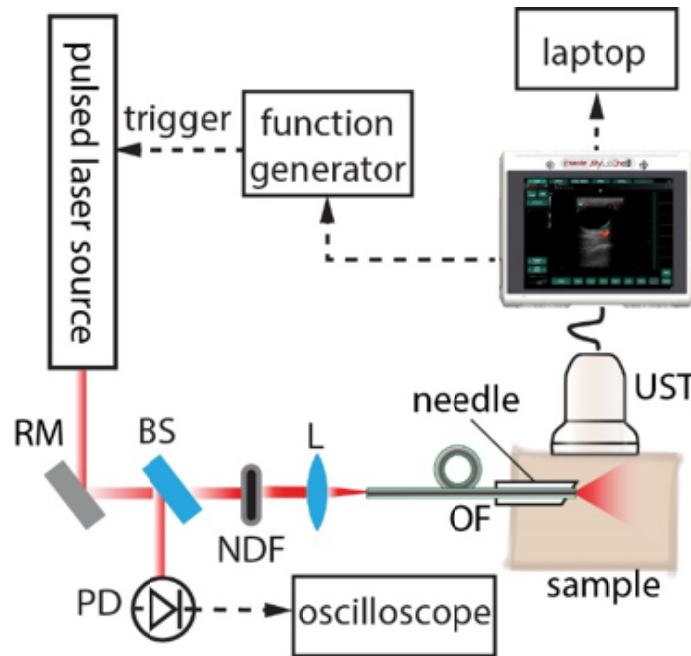 pulsed laser source
laptop
trigger
function
generator
UST
needle
RM
BS
L
OF
NDF
sample
PD
oscilloscope